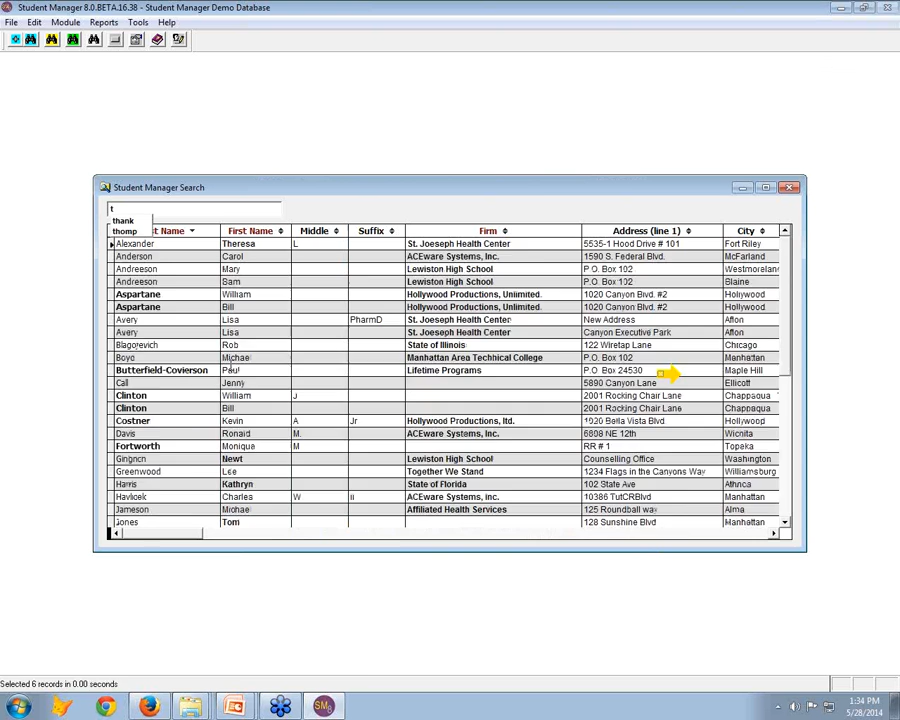 Student Manager 8.0.BETA.16.38 - Student Manager Demo Database
File Edit Module Reports Tools Help
Student Manager Search
t
thank
thomp
t Name First Name Middle Suffix Firm Address (line 1) City
Alexander Theresa L St. Joeseph Health Center 5535-1 Hood Drive # 101 Fort Riley
Anderson Carol ACEware Systems, Inc. 1590 S. Federal Blvd. McFarland
Andreeson Mary Lewiston High School P.O. Box 102 Westmoreland
Andreeson Sam Lewiston High School P.O. Box 102 Blaine
Aspartane William Hollywood Productions, Unlimited. 1020 Canyon Blvd. #2 Hollywood
Aspartane Bill Hollywood Productions, Unlimited. 1020 Canyon Blvd. #2 Hollywood
Avery Lisa PharmD St. Joeseph Health Center New Address Afton
Avery Lisa St. Joeseph Health Center Canyon Executive Park Afton
Blagojevich Rob State of Illinois 122 Wiretap Lane Chicago
Boyd Michael Manhattan Area Techhical College P.O. Box 102 Manhattan
Butterfield-Covierson Paul Lifetime Programs P.O. Box 24530 Maple Hill
Call Jenny 5890 Canyon Lane Ellicott
Clinton William J 2001 Rocking Chair Lane Chappaqua
Clinton Bill 2001 Rocking Chair Lane Chappaqua
Costner Kevin A Jr Hollywood Productions, ltd. 1920 Bella Vista Blvd Hollywood
Davis Ronald M. ACEware Systems, Inc. 6808 NE 12th Wichita
Fortworth Monique M RR # 1 Topeka
Gingrich Newt Lewiston High School Counselling Office Washington
Greenwood Lee Together We Stand 1234 Flags in the Canyons Way Williamsburg
Harris Kathryn State of Florida 102 State Ave
Havlicek Charles W ii ACEware Systems, inc. 10386 TutCRBlvd Manhattan
Jameson Michael Affiliated Health Services 125 Roundball way Alma
Jones Tom 128 Sunshine Blvd Manhattan
Selected 6 records in 0.00 seconds
SM8
1:34 PM
5/28/2014